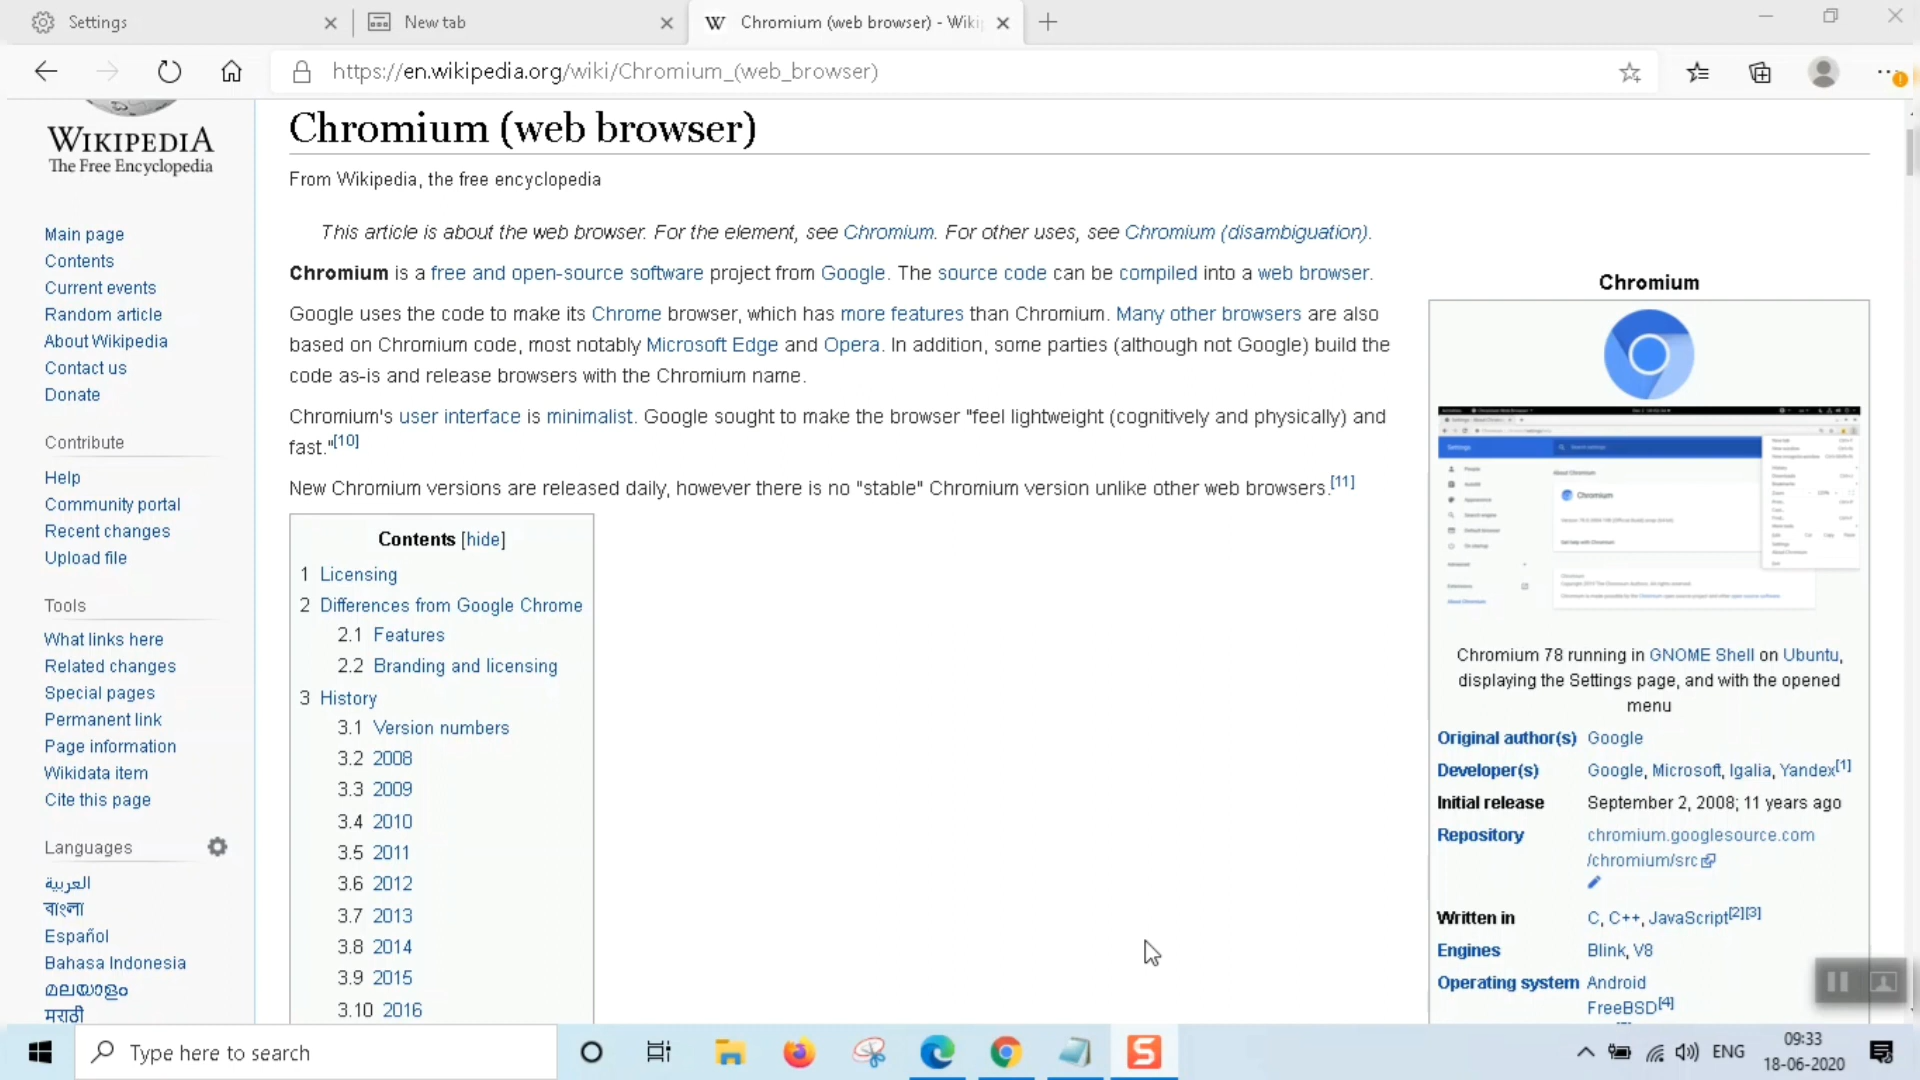 Settings
New tab
Chromium (web browser) - Wiki
https://en.wikipedia.org/wiki/Chromium_(web_browser)
WIKIPEDIA
The Free Encyclopedia
Main page
Contents
Current events
Random article
About Wikipedia
Contact us
Donate
Contribute
Help
Community portal
Recent changes
Upload file
Tools
What links here
Related changes
Special pages
Permanent link
Page information
Wikidata item
Cite this page
Languages
العربية
বাংলা
Español
Bahasa Indonesia
മലയാളം
मराठी
Chromium (web browser)
From Wikipedia, the free encyclopedia
This article is about the web browser. For the element, see Chromium. For other uses, see Chromium (disambiguation).
Chromium is a free and open-source software project from Google. The source code can be compiled into a web browser.
Google uses the code to make its Chrome browser, which has more features than Chromium. Many other browsers are also
based on Chromium code, most notably Microsoft Edge and Opera. In addition, some parties (although not Google) build the
code as-is and release browsers with the Chromium name.
Chromium's user interface is minimalist. Google sought to make the browser "feel lightweight (cognitively and physically) and
fast."[10]
New Chromium versions are released daily, however there is no "stable" Chromium version unlike other web browsers.[11]
Contents [hide]
1 Licensing
2 Differences from Google Chrome
2.1 Features
2.2 Branding and licensing
3 History
3.1 Version numbers
3.2 2008
3.3 2009
3.4 2010
3.5 2011
3.6 2012
3.7 2013
3.8 2014
3.9 2015
3.10 2016
Chromium
Settings
Search settings
About Chromium
Chromium
Chromium 78 running in GNOME Shell on Ubuntu,
displaying the Settings page, and with the opened
menu
Original author(s) Google
Developer(s) Google, Microsoft, Igalia, Yandex[1]
Initial release September 2, 2008; 11 years ago
Repository chromium.googlesource.com
/chromium/src
Written in C, C++, JavaScript[2][3]
Engines Blink, V8
Operating system Android
FreeBSD[4]
Type here to search
ENG
09:33
18-06-2020